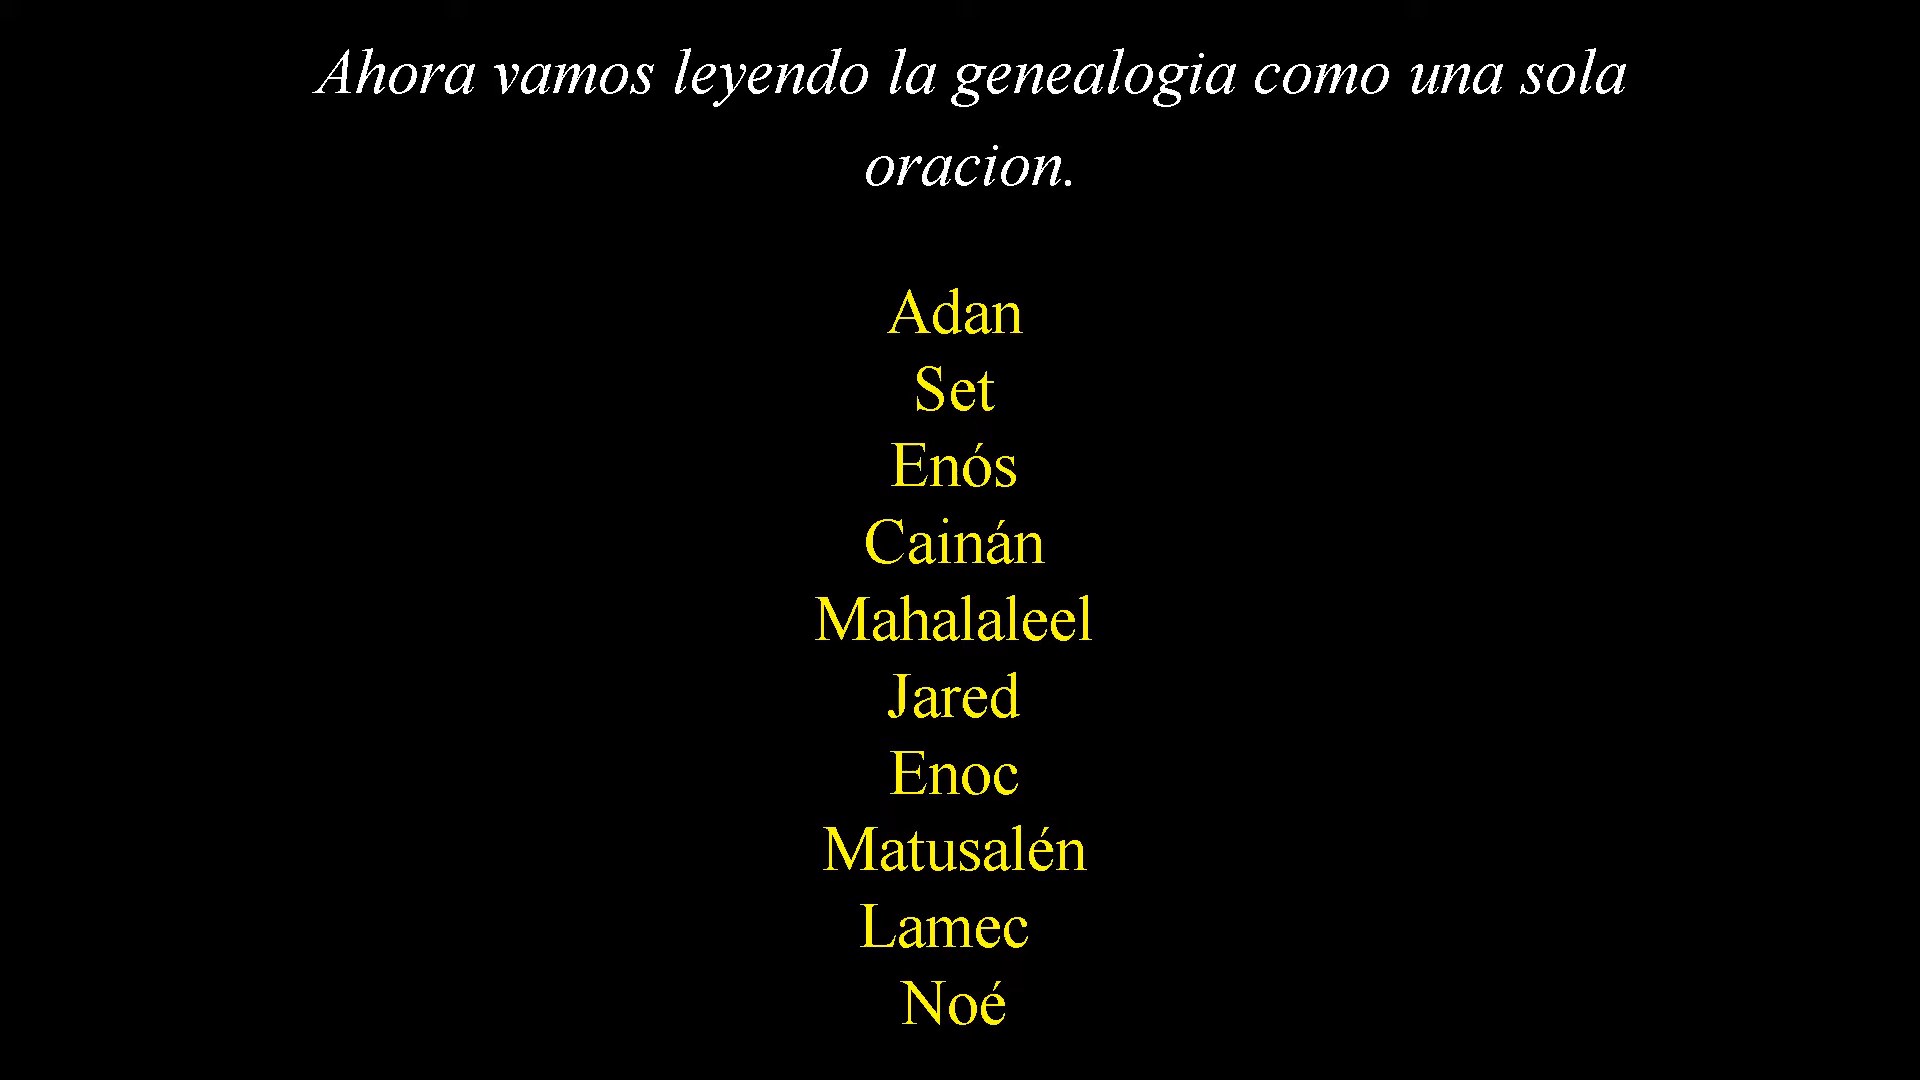 Ahora vamos leyendo la genealogia como una sola
oracion.
Adan
Set
Enós
Cainán
Mahalaleel
Jared
Enoc
Matusalén
Lamec
Noé